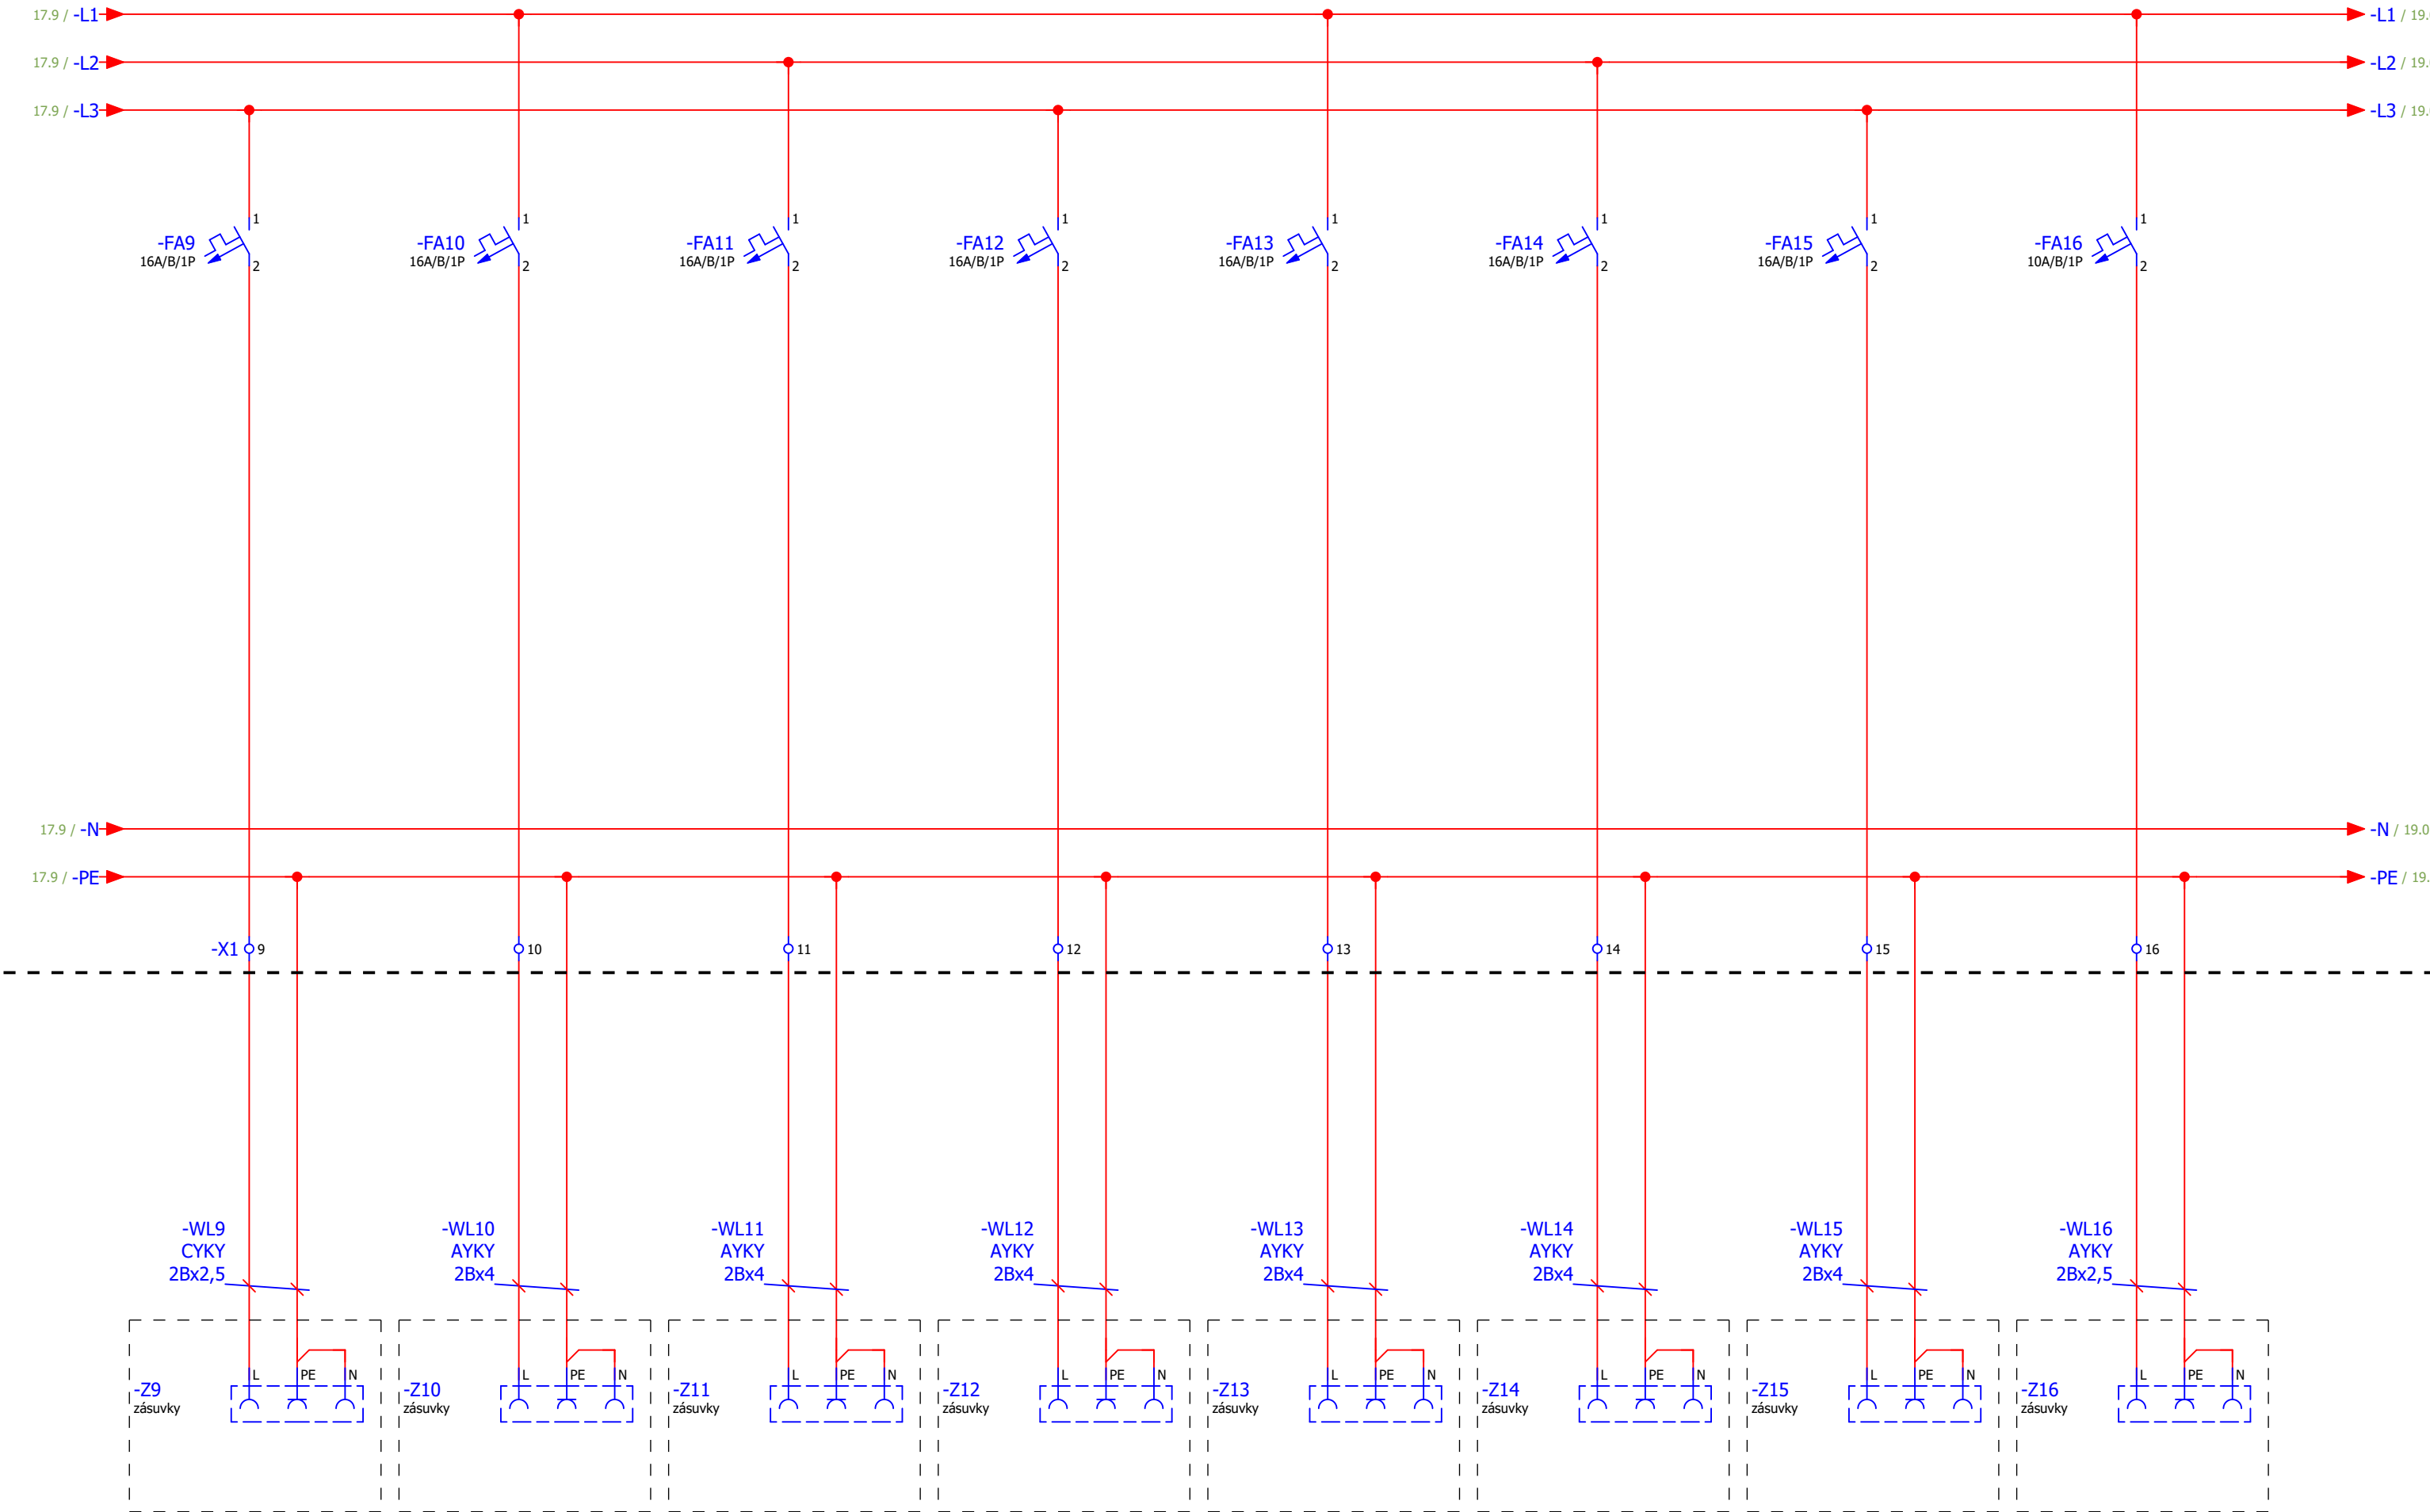 17.9 / -L1
-L1 / 19.
17.9 / -L2
-L2 / 19.
17.9 / -L3
-L3 / 19.
1
-FA9
16A/B/1P
2
1
-FA10
16A/B/1P
2
1
-FA11
16A/B/1P
2
1
-FA12
16A/B/1P
2
1
-FA13
16A/B/1P
2
1
-FA14
16A/B/1P
2
1
-FA15
16A/B/1P
2
1
-FA16
10A/B/1P
2
17.9 / -N
-N / 19.0
17.9 / -PE
-PE / 19.
-X1 9
10
11
12
13
14
15
16
-WL9
CYKY
2Bx2,5
-WL10
AYKY
2Bx4
-WL11
AYKY
2Bx4
-WL12
AYKY
2Bx4
-WL13
AYKY
2Bx4
-WL14
AYKY
2Bx4
-WL15
AYKY
2Bx4
-WL16
AYKY
2Bx2,5
L PE N
-Z9
zásuvky
L PE N
-Z10
zásuvky
L PE N
-Z11
zásuvky
L PE N
-Z12
zásuvky
L PE N
-Z13
zásuvky
L PE N
-Z14
zásuvky
L PE N
-Z15
zásuvky
L PE N
-Z16
zásuvky